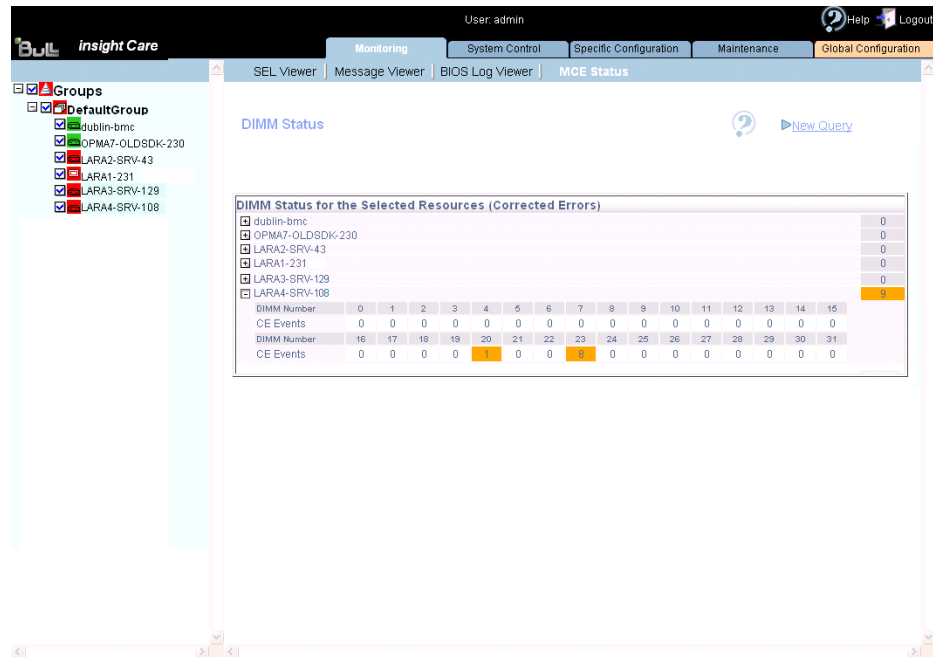 User: admin
Help Logout
Bull insight Care
Monitoring System Control Specific Configuration Maintenance Global Configuration
SEL Viewer Message Viewer BIOS Log Viewer MCE Status
Groups
DefaultGroup
dublin-bmc
OPMA7-OLDSDK-230
LARA2-SRV-43
LARA1-231
LARA3-SRV-129
LARA4-SRV-108
DIMM Status
? New Query
DIMM Status for the Selected Resources (Corrected Errors)
dublin-bmc 0
OPMA7-OLDSDK-230 0
LARA2-SRV-43 0
LARA1-231 0
LARA3-SRV-129 0
LARA4-SRV-108 9
DIMM Number 0 1 2 3 4 5 6 7 8 9 10 11 12 13 14 15
CE Events 0 0 0 0 0 0 0 0 0 0 0 0 0 0 0 0
DIMM Number 16 17 18 19 20 21 22 23 24 25 26 27 28 29 30 31
CE Events 0 0 0 0 1 0 0 8 0 0 0 0 0 0 0 0